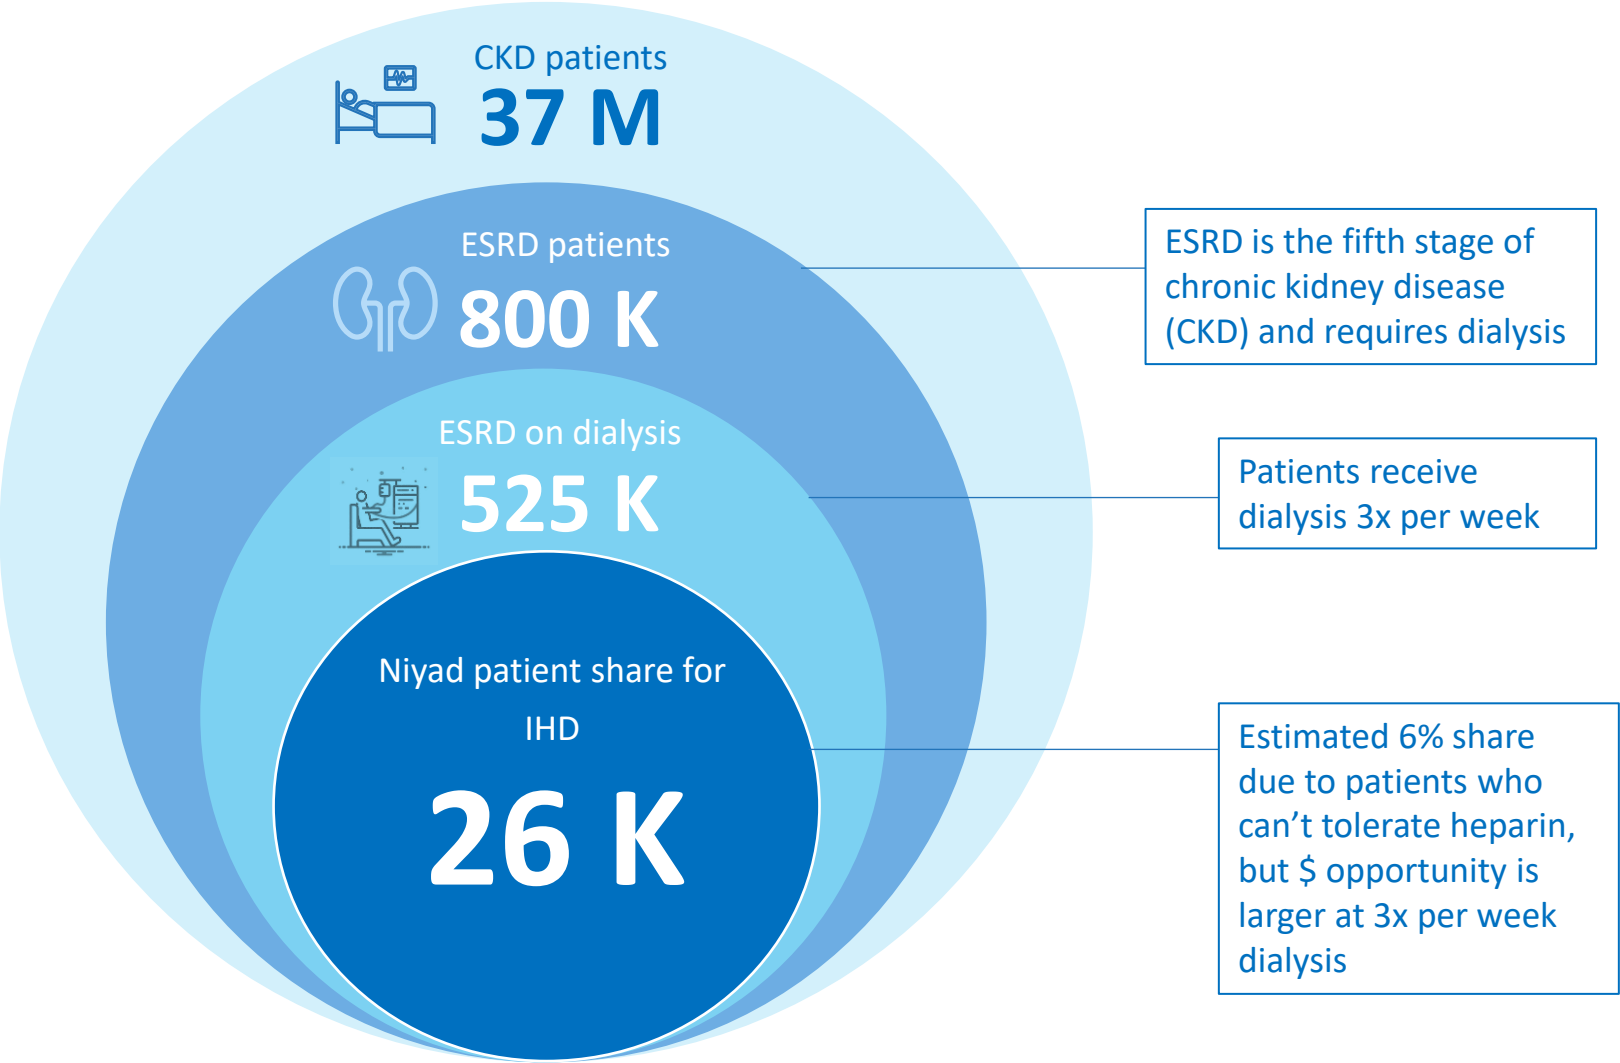 CKD patients
37 M
ESRD patients
800 K
ESRD on dialysis
525 K
Niyad patient share for
IHD
26 K
ESRD is the fifth stage of
chronic kidney disease
(CKD) and requires dialysis
Patients receive
dialysis 3x per week
Estimated 6% share
due to patients who
can’t tolerate heparin,
but $ opportunity is
larger at 3x per week
dialysis